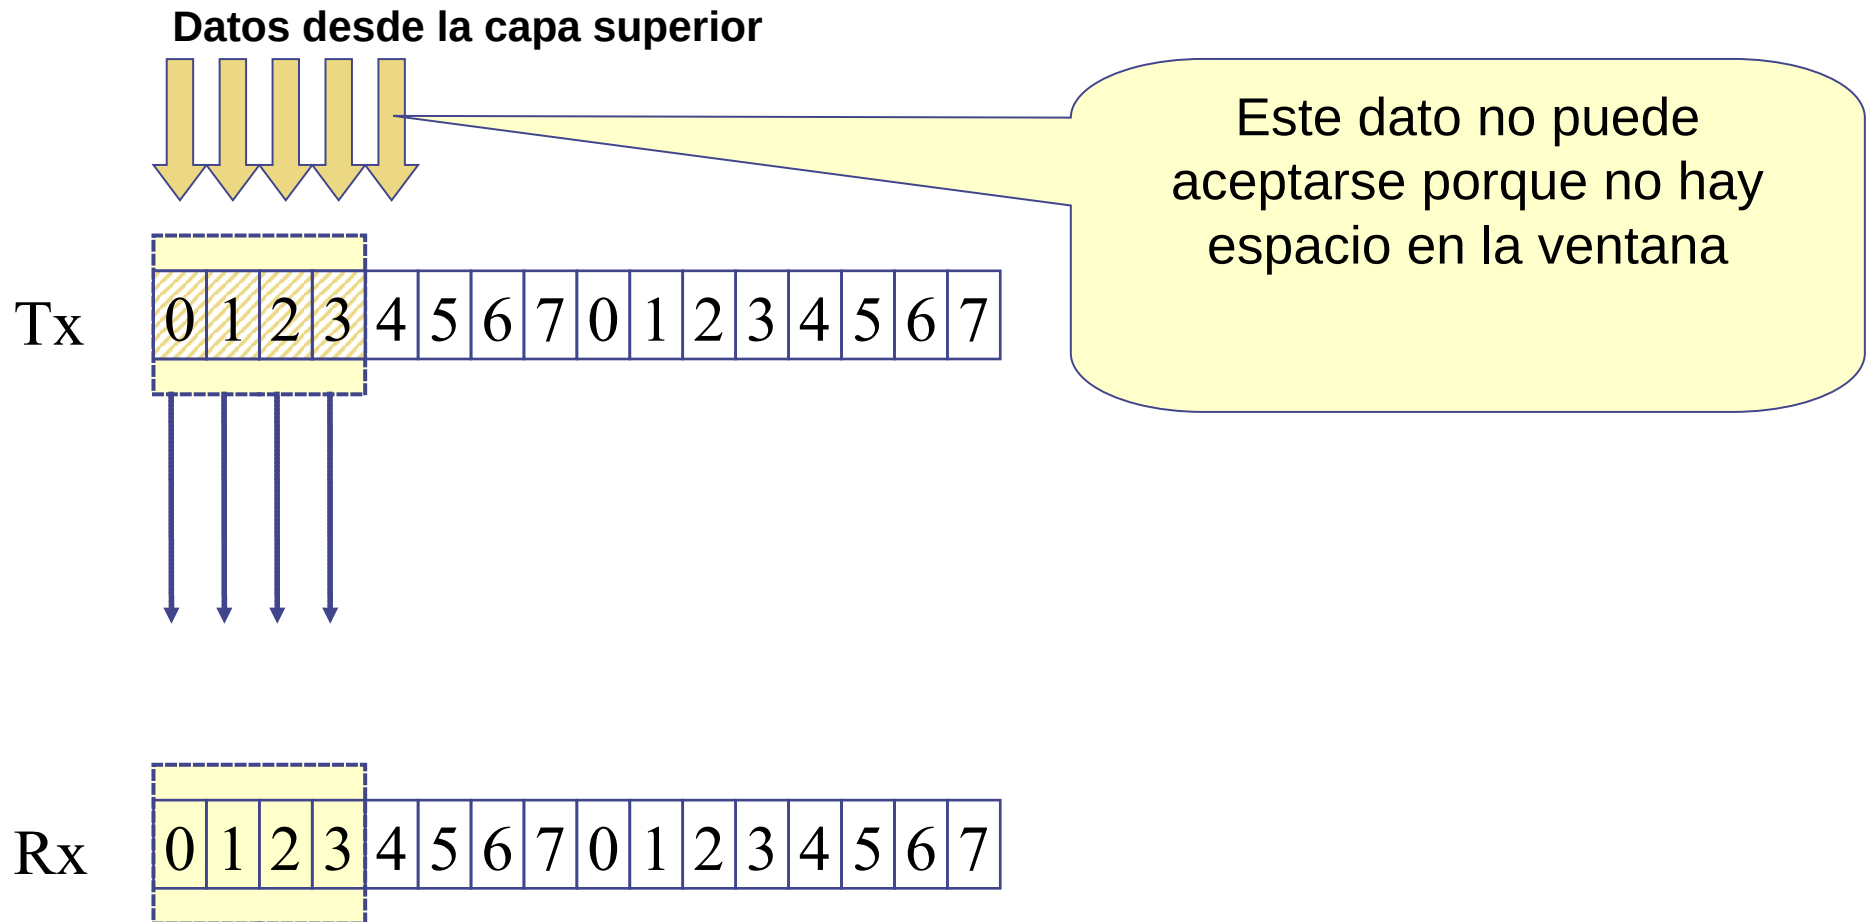 Datos desde la capa superior
Este dato no puede
aceptarse porque no hay
espacio en la ventana
Tx 0 1 2 3 4 5 6 7 0 1 2 3 4 5 6 7
Rx 0 1 2 3 4 5 6 7 0 1 2 3 4 5 6 7